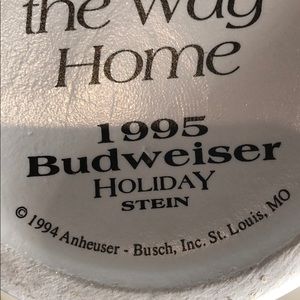 the Way
Home
1995
Budweiser
HOLIDAY
STEIN
© 1994 Anheuser - Busch, Inc. St. Louis, MO